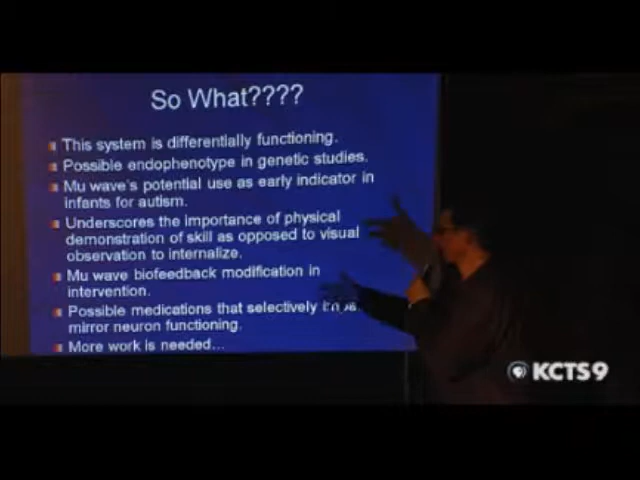 So What????
This system is differentially functioning.
Possible endophenotype in genetic studies.
Mu wave's potential use as early indicator in
infants for autism.
Underscores the importance of physical
demonstration of skill as opposed to visual
observation to internalize.
Mu wave biofeedback modification in
intervention.
Possible medications that selectively
mirror neuron functioning.
More work is needed...
KCTS9